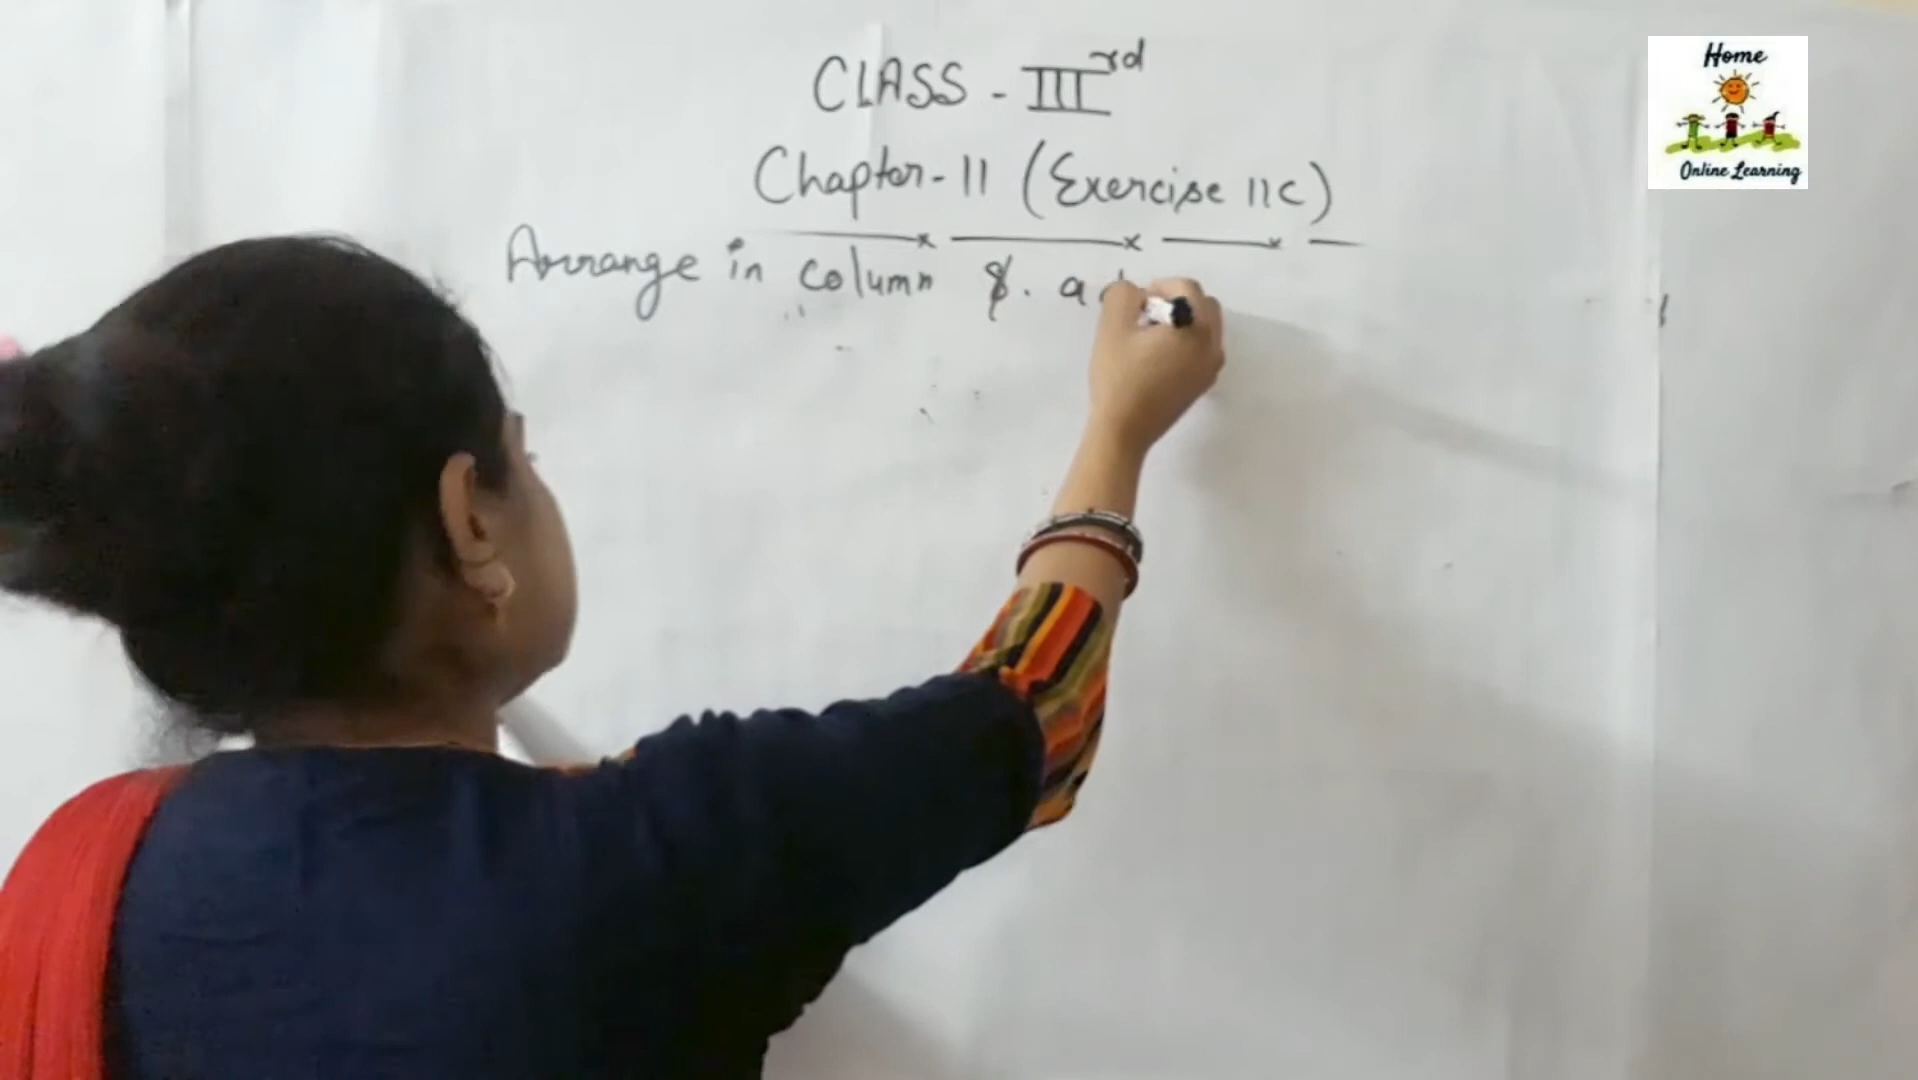 CLASS - III rd
Chapter-11 (Exercise 11c)
Arrange in column &. a
Home
Online Learning